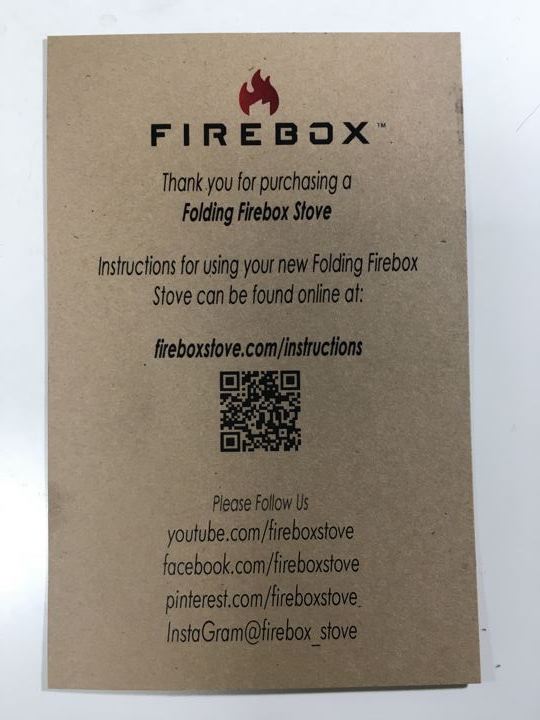 FIREBOX™
Thank you for purchasing a
Folding Firebox Stove
Instructions for using your new Folding Firebox
Stove can be found online at:
fireboxstove.com/instructions
Please Follow Us
youtube.com/fireboxstove
facebook.com/fireboxstove
pinterest.com/fireboxstove_
InstaGram@firebox_stove